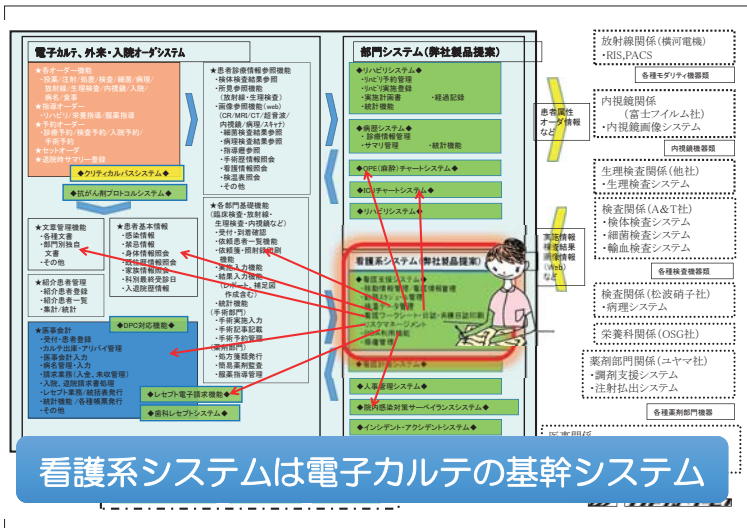 電子カルテ、外来・入院オーダシステム
★各オーダー機能
・投薬/注射/処置/検査/細菌/病理/
放射線/生理検査/内視鏡/入院/
病名/食事
★指導オーダー
・リハビリ/栄養指導/服薬指導
★予約オーダー
・診療予約/検査予約/入院予約/
手術予約
★セットオーダ
★退院時サマリー登録
◆クリティカルパスシステム◆
◆抗がん剤プロトコルシステム◆
★文章管理機能
・各種文書
・部門別独自
文書
・その他
★紹介患者管理
・紹介患者登録
・紹介患者一覧
・集計/統計
★患者基本情報
・感染情報
・禁忌情報
・身体情報照会
・既往歴情報照会
・家族情報照会
・科別最終受診日
・入退院歴情報
◆DPC対応機能◆
★医事会計
・受付・患者登録
・カルテ出庫・アリバイ管理
・医事会計入力
・病名管理・入力
・請求業務(入金、未収管理)
・入院、退院請求書処理
・レセプト業務/総括表発行
・統計機能/各種帳票発行
・その他
◆レセプト電子請求機能◆
◆歯科レセプトシステム◆
★患者診療情報参照機能
・検体検査結果参照
・所見参照機能
(放射線・生理検査)
・画像参照機能(web)
(CR/MRI/CT/超音波/
内視鏡/病理/スキャナ)
・細菌検査結果参照
・病理検査結果参照
・指導歴参照
・手術歴情報照会
・看護情報照会
・検温表照会
・その他
★各部門基礎機能
(臨床検査・放射線・
生理検査・内視鏡など)
・受付・到着確認
・依頼患者一覧機能
・依頼箋・照射録印刷
機能
・実施入力機能
・結果入力機能
(レポート、補足図
作成含む)
・統計機能
(手術部門)
・手術実施入力
・手術記事記載
・手術予約管理
(薬剤部門)
・処方箋類発行
・簡易薬剤監査
・服薬指導管理
部門システム(弊社製品提案)
◆リハビリシステム◆
・リハビリ予約管理
・リハビリ実施登録
・実施計画書 ・経過記録
・統計機能
◆病歴システム◆
・診療情報管理
・サマリ管理 ・統計機能
◆OPE(麻酔)チャートシステム◆
◆ICUチャートシステム◆
◆リハビリシステム◆
看護系システム(弊社製品提案)
◆看護支援システム◆
・看護ワークシート・日誌・病棟日誌印刷
・リスクマネージメント
◆人事管理システム◆
◆院内感染対策サーベイランスシステム◆
◆インシデント・アクシデントシステム◆
患者属性
オーダ情報
など
実施情報
検査結果
画像情報
(Web)
など
放射線関係(横河電機)
・RIS,PACS
各種モダリティ機器類
内視鏡関係
(富士フイルム社)
・内視鏡画像システム
内視鏡機器類
生理検査関係(他社)
・生理検査システム
検査関係(A&T社)
・検体検査システム
・細菌検査システム
・輸血検査システム
各種検査機器類
検査関係(松波硝子社)
・病理システム
栄養科関係(OSG社)
薬剤部門関係(ユヤマ社)
・調剤支援システム
・注射払出システム
各種薬剤部門機器
看護系システムは電子カルテの基幹システム